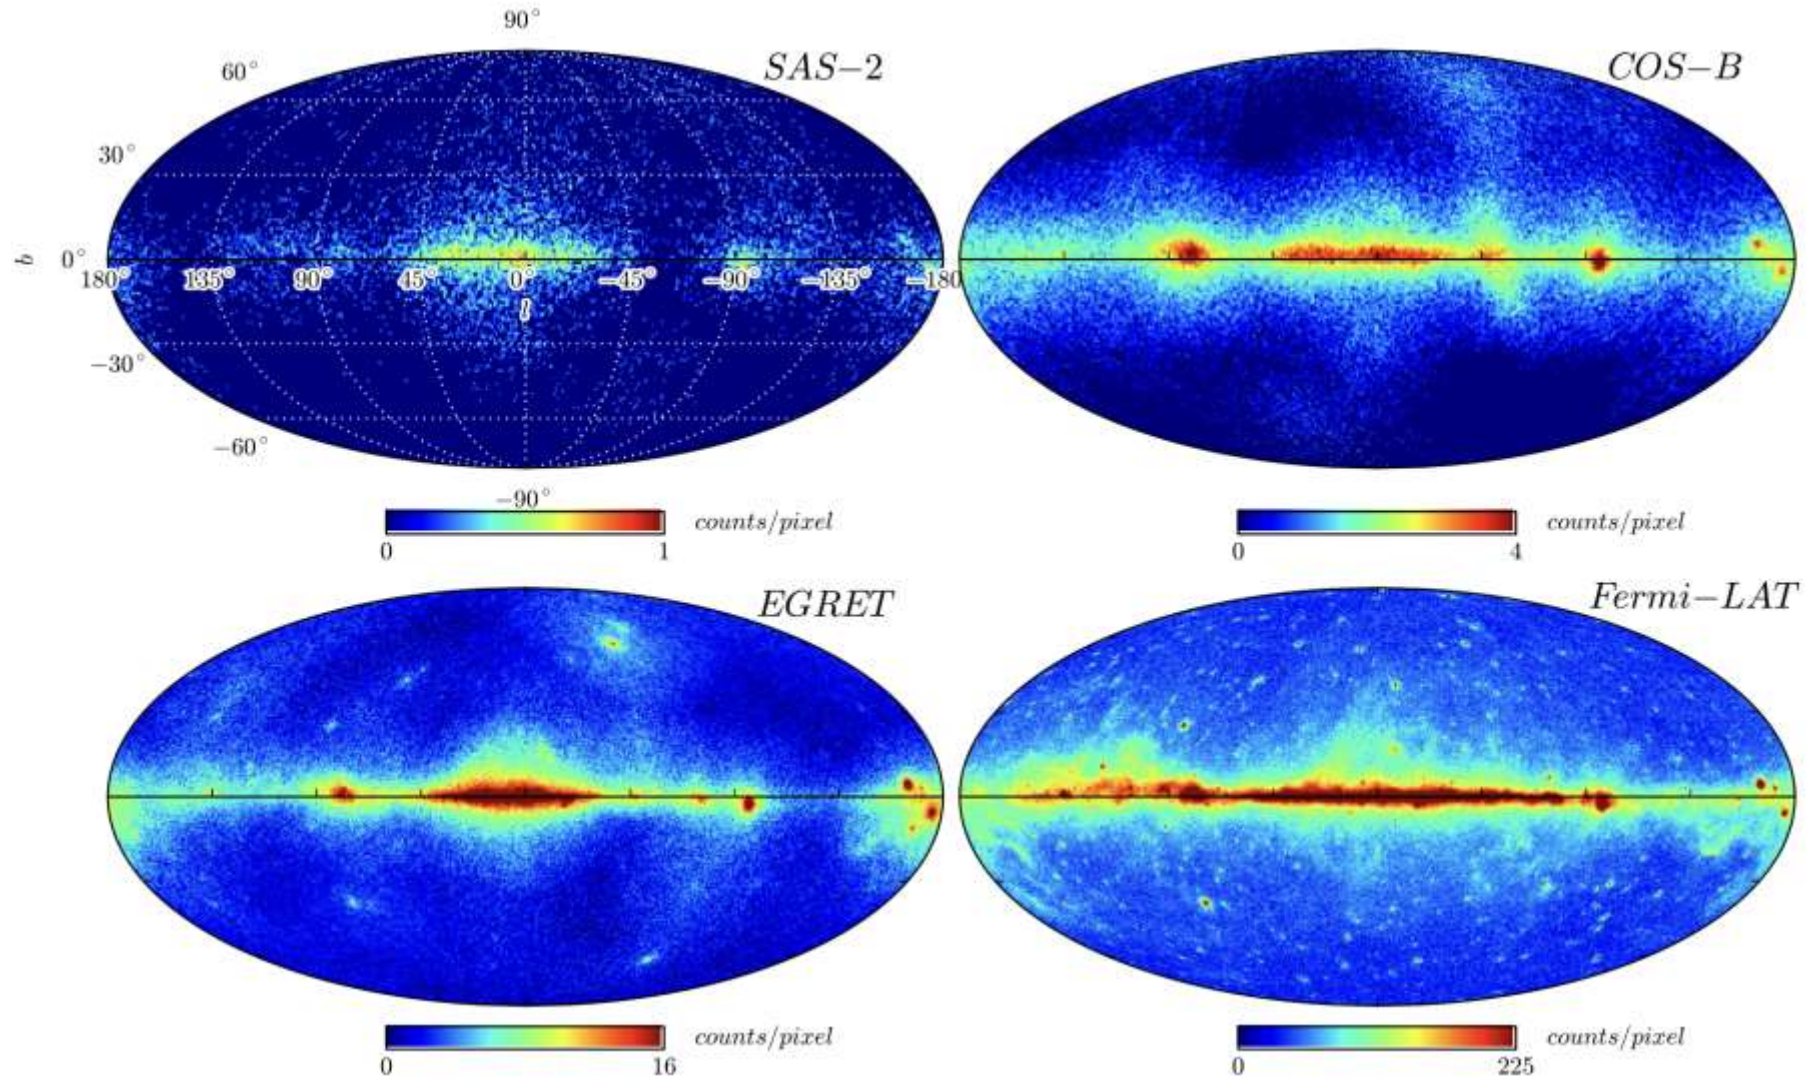 90°
SAS−2
COS−B
60°
30°
b
0°
180° 135° 90° 45° 0° −45° −90° −135° −180
l
−30°
−60°
−90°
counts/pixel
counts/pixel
0 1
0 4
EGRET
Fermi−LAT
counts/pixel
counts/pixel
0 16
0 225